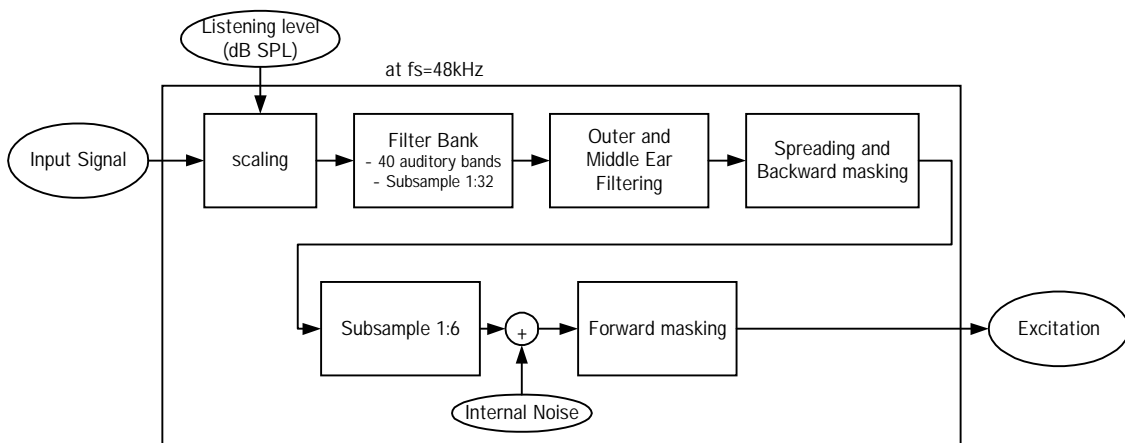 Listening level
(dB SPL)
at fs=48kHz
Input Signal
scaling
Filter Bank
- 40 auditory bands
- Subsample 1:32
Outer and
Middle Ear
Filtering
Spreading and
Backward masking
Subsample 1:6
+
Forward masking
Excitation
Internal Noise